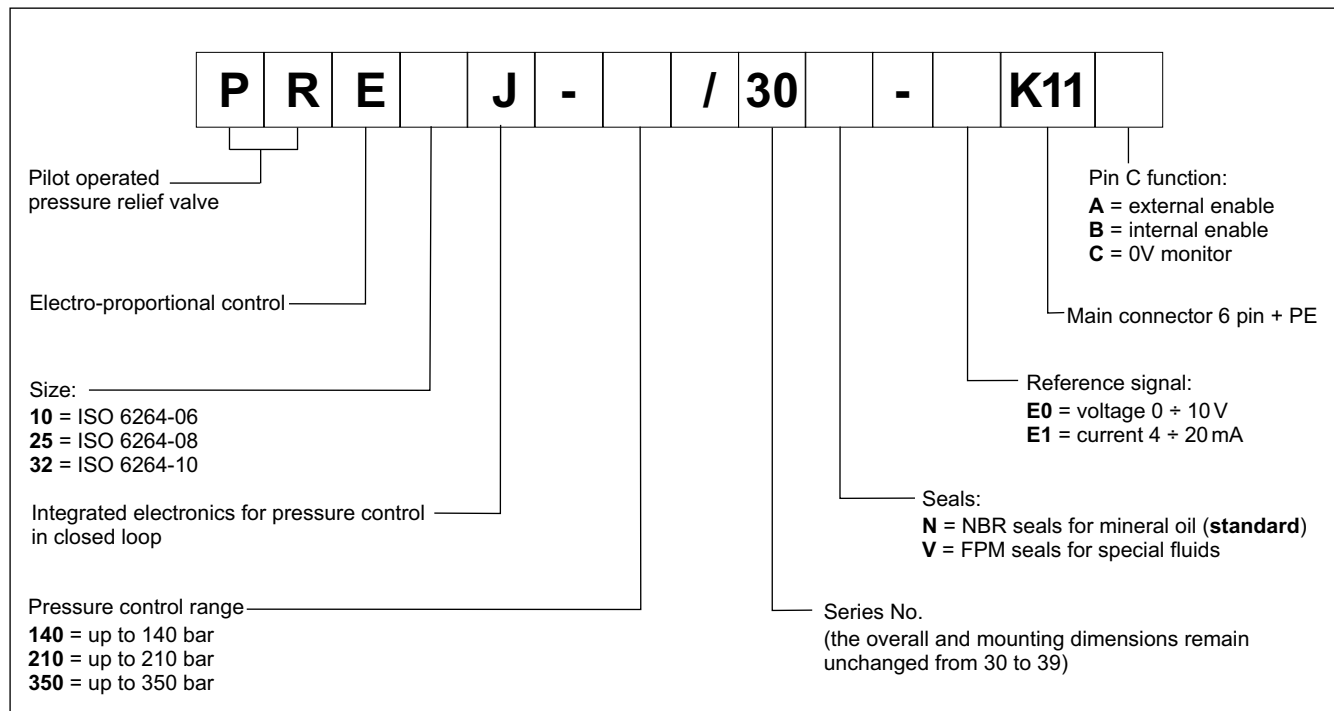 P R E J - / 30 - K11
Pilot operated
pressure relief valve
Electro-proportional control
Size:
10 = ISO 6264-06
25 = ISO 6264-08
32 = ISO 6264-10
Integrated electronics for pressure control
in closed loop
Pressure control range
140 = up to 140 bar
210 = up to 210 bar
350 = up to 350 bar
Pin C function:
A = external enable
B = internal enable
C = 0V monitor
Main connector 6 pin + PE
Reference signal:
E0 = voltage 0 ÷ 10 V
E1 = current 4 ÷ 20 mA
Seals:
N = NBR seals for mineral oil (standard)
V = FPM seals for special fluids
Series No.
(the overall and mounting dimensions remain
unchanged from 30 to 39)